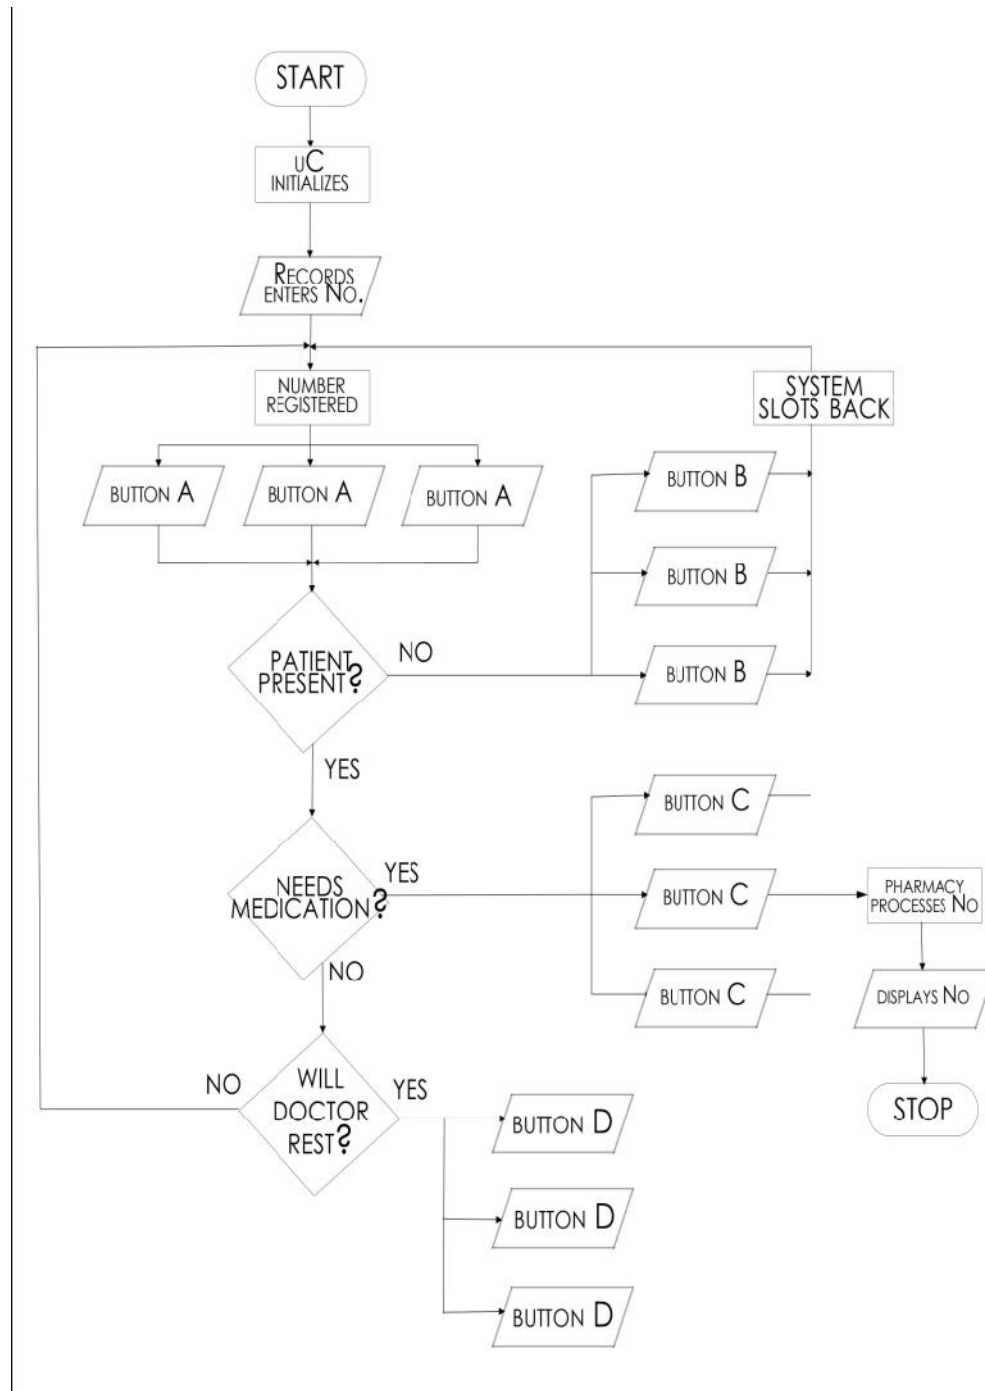 START
uC
INITIALIZES
RECORDS
ENTERS NO.
NUMBER
REGISTERED
SYSTEM
SLOTS BACK
BUTTON A
BUTTON A
BUTTON A
BUTTON B
BUTTON B
BUTTON B
PATIENT
PRESENT?
NO
YES
NEEDS
MEDICATION?
YES
NO
BUTTON C
BUTTON C
BUTTON C
PHARMACY
PROCESSES NO
DISPLAYS NO
STOP
WILL
DOCTOR
REST?
NO
YES
BUTTON D
BUTTON D
BUTTON D